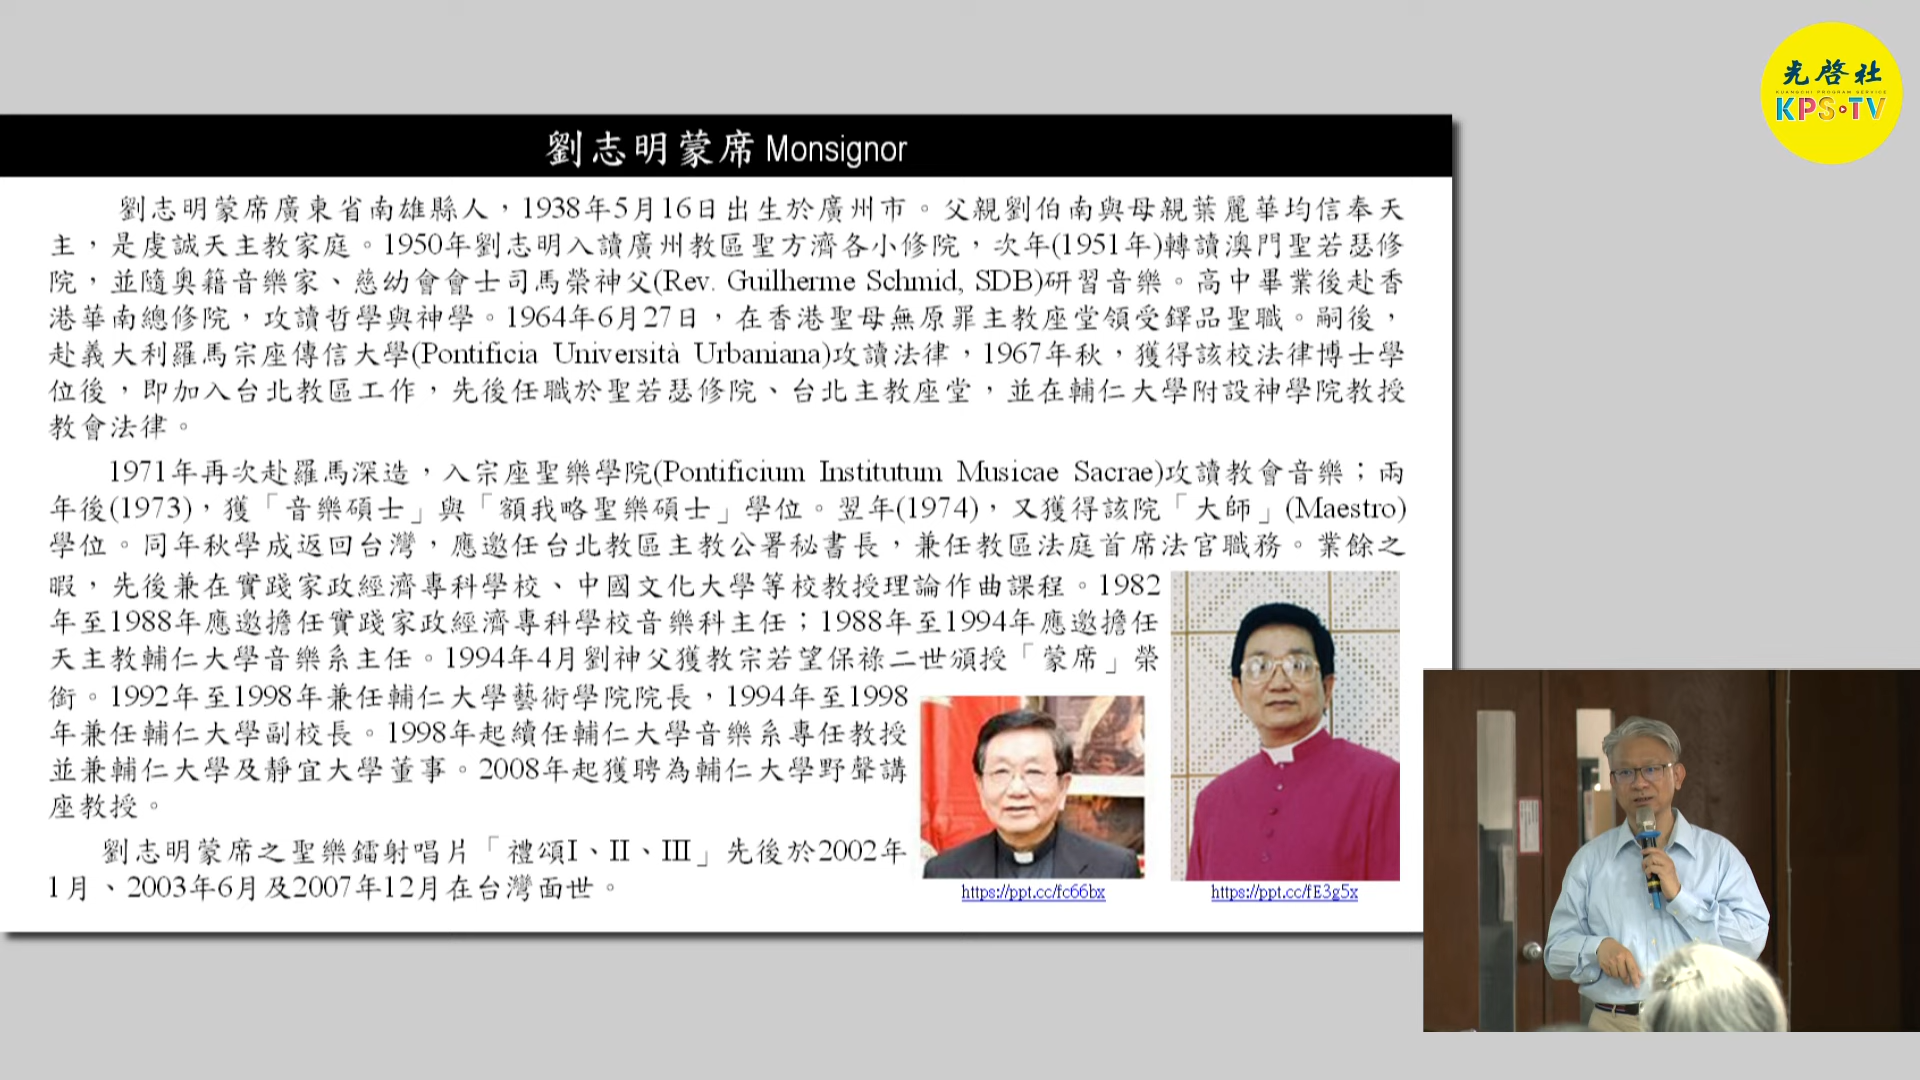 劉志明蒙席 Monsignor
劉志明蒙席廣東省南雄縣人，1938年5月16日出生於廣州市。父親劉伯南與母親葉麗華均信奉天
主，是虔誠天主教家庭。1950年劉志明入讀廣州教區聖方濟各小修院，次年(1951年)轉讀澳門聖若瑟修
院，並隨奧籍音樂家、慈幼會會士司馬榮神父(Rev. Guilherme Schmid, SDB)研習音樂。高中畢業後赴香
港華南總修院，攻讀哲學與神學。1964年6月27日，在香港聖母無原罪主教座堂領受鐸品聖職。嗣後，
赴義大利羅馬宗座傳信大學(Pontificia Università Urbaniana)攻讀法律，1967年秋，獲得該校法律博士學
位後，即加入台北教區工作，先後任職於聖若瑟修院、台北主教座堂，並在輔仁大學附設神學院教授
教會法律。
1971年再次赴羅馬深造，入宗座聖樂學院(Pontificium Institutum Musicae Sacrae)攻讀教會音樂；兩
年後(1973)，獲「音樂碩士」與「額我略聖樂碩士」學位。翌年(1974)，又獲得該院「大師」(Maestro)
學位。同年秋學成返回台灣，應邀任台北教區主教公署秘書長，兼任教區法庭首席法官職務。業餘之
暇，先後兼在實踐家政經濟專科學校、中國文化大學等校教授理論作曲課程。1982
年至1988年應邀擔任實踐家政經濟專科學校音樂科主任；1988年至1994年應邀擔任
天主教輔仁大學音樂系主任。1994年4月劉神父獲教宗若望保祿二世頒授「蒙席」榮
銜。1992年至1998年兼任輔仁大學藝術學院院長，1994年至1998
年兼任輔仁大學副校長。1998年起續任輔仁大學音樂系專任教授
並兼輔仁大學及靜宜大學董事。2008年起獲聘為輔仁大學野聲講
座教授。
劉志明蒙席之聖樂鐳射唱片「禮頌I、II、III」先後於2002年
1月、2003年6月及2007年12月在台灣面世。
https://ppt.cc/fc66bx
https://ppt.cc/fE3g5x
光啓社
KUANGCHI PROGRAM SERVICE
KPS TV